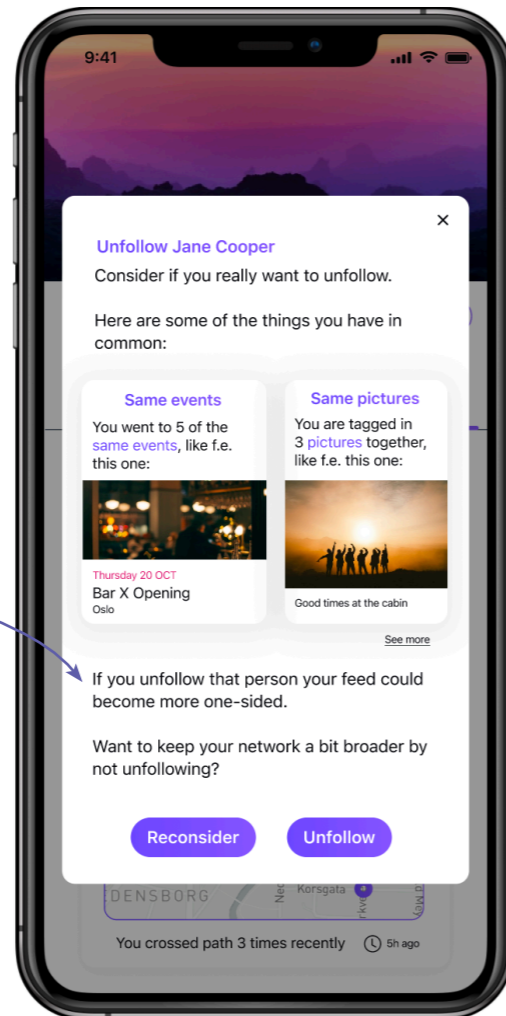 9:41
Unfollow Jane Cooper
Consider if you really want to unfollow.
Here are some of the things you have in
common:
Same events
You went to 5 of the
same events, like f.e.
this one:
Thursday 20 OCT
Bar X Opening
Oslo
Same pictures
You are tagged in
3 pictures together,
like f.e. this one:
Good times at the cabin
See more
If you unfollow that person your feed could
become more one-sided.
Want to keep your network a bit broader by
not unfollowing?
Reconsider
Unfollow
DENSBORG
Korsgata
You crossed path 3 times recently
5h ago